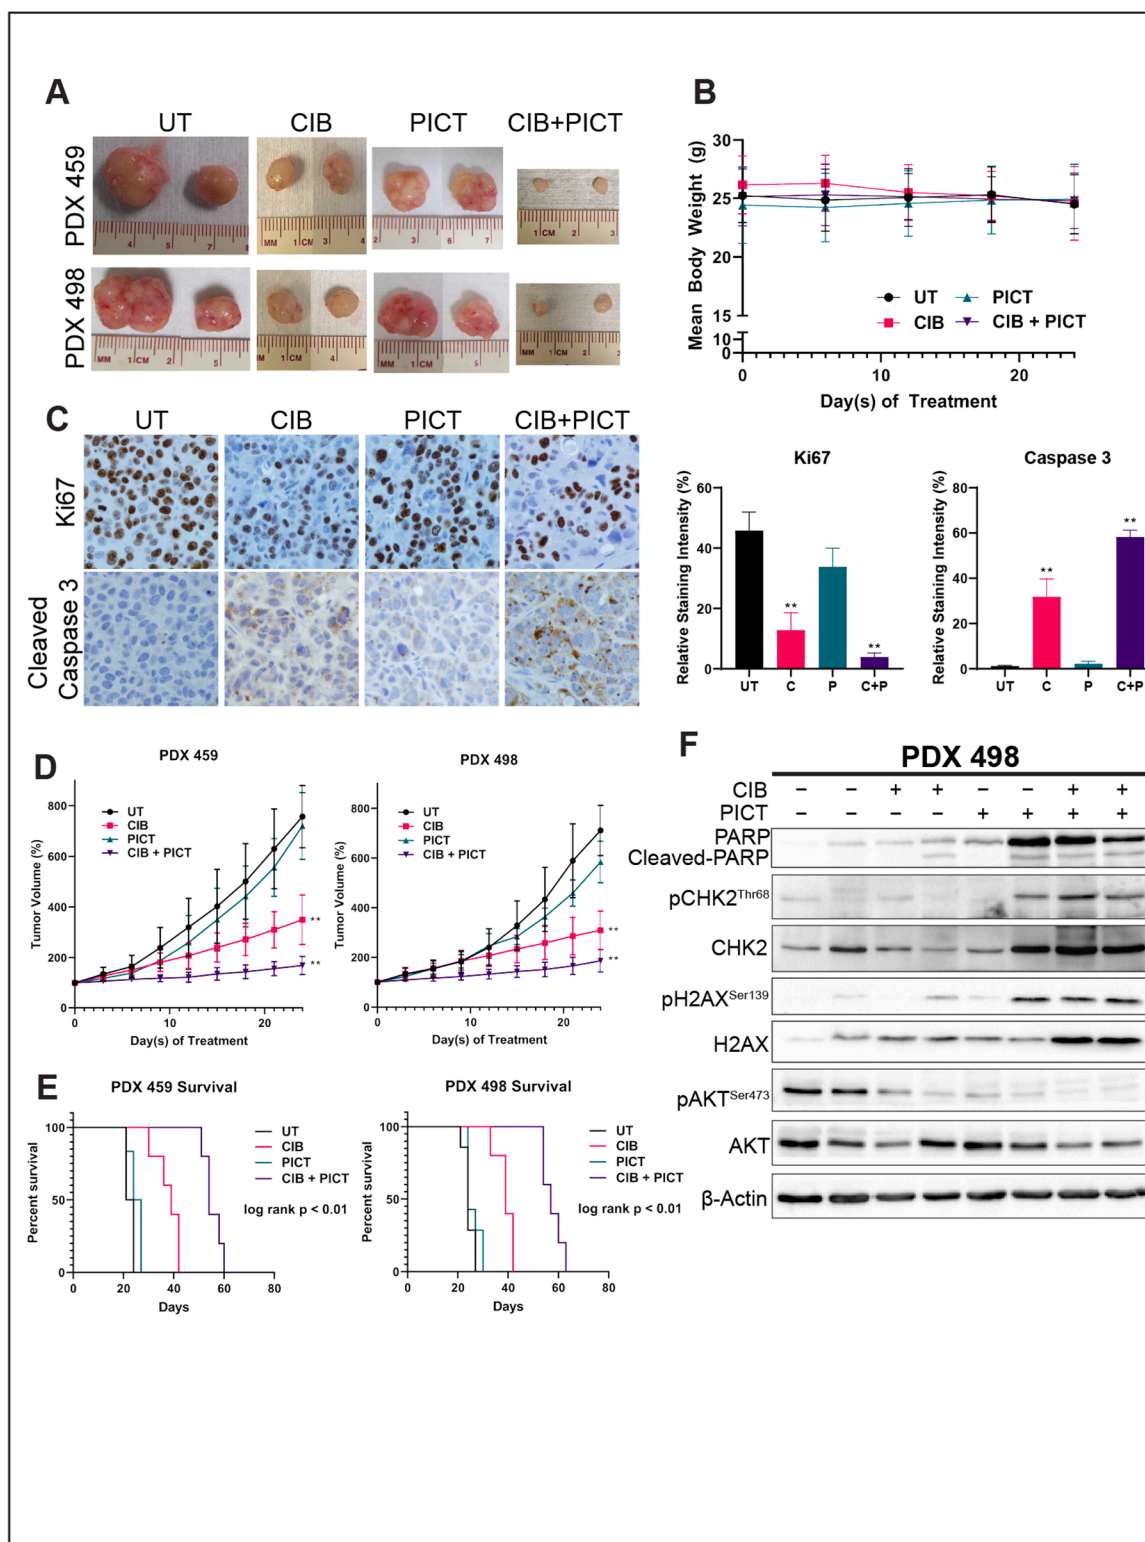 A
UT CIB PICT CIB+PICT
PDX 459
PDX 498
B
Mean Body Weight (g)
30
25
20
15
10
0
0 10 20
Day(s) of Treatment
UT PICT
CIB CIB + PICT
C
UT CIB PICT CIB+PICT
Ki67
Cleaved
Caspase 3
Ki67
Relative Staining Intensity (%)
60
40
20
0
** **
UT C P C+P
Caspase 3
Relative Staining Intensity (%)
80
60
40
20
0
** **
UT C P C+P
D
PDX 459
Tumor Volume (%)
800
600
400
200
0
0 10 20
Day(s) of Treatment
UT
CIB
PICT
CIB + PICT
**
**
PDX 498
Tumor Volume (%)
800
600
400
200
0
0 10 20
Day(s) of Treatment
UT
CIB
PICT
CIB + PICT
**
**
E
PDX 459 Survival
Percent survival
100
50
0
0 20 40 60 80
Days
UT
CIB
PICT
CIB + PICT
log rank p < 0.01
PDX 498 Survival
Percent survival
100
50
0
0 20 40 60 80
Days
UT
CIB
PICT
CIB + PICT
log rank p < 0.01
F
PDX 498
CIB − − + + − − + +
PICT − − − − + + + +
PARP
Cleaved-PARP
pCHK2Thr68
CHK2
pH2AXSer139
H2AX
pAKTSer473
AKT
β-Actin